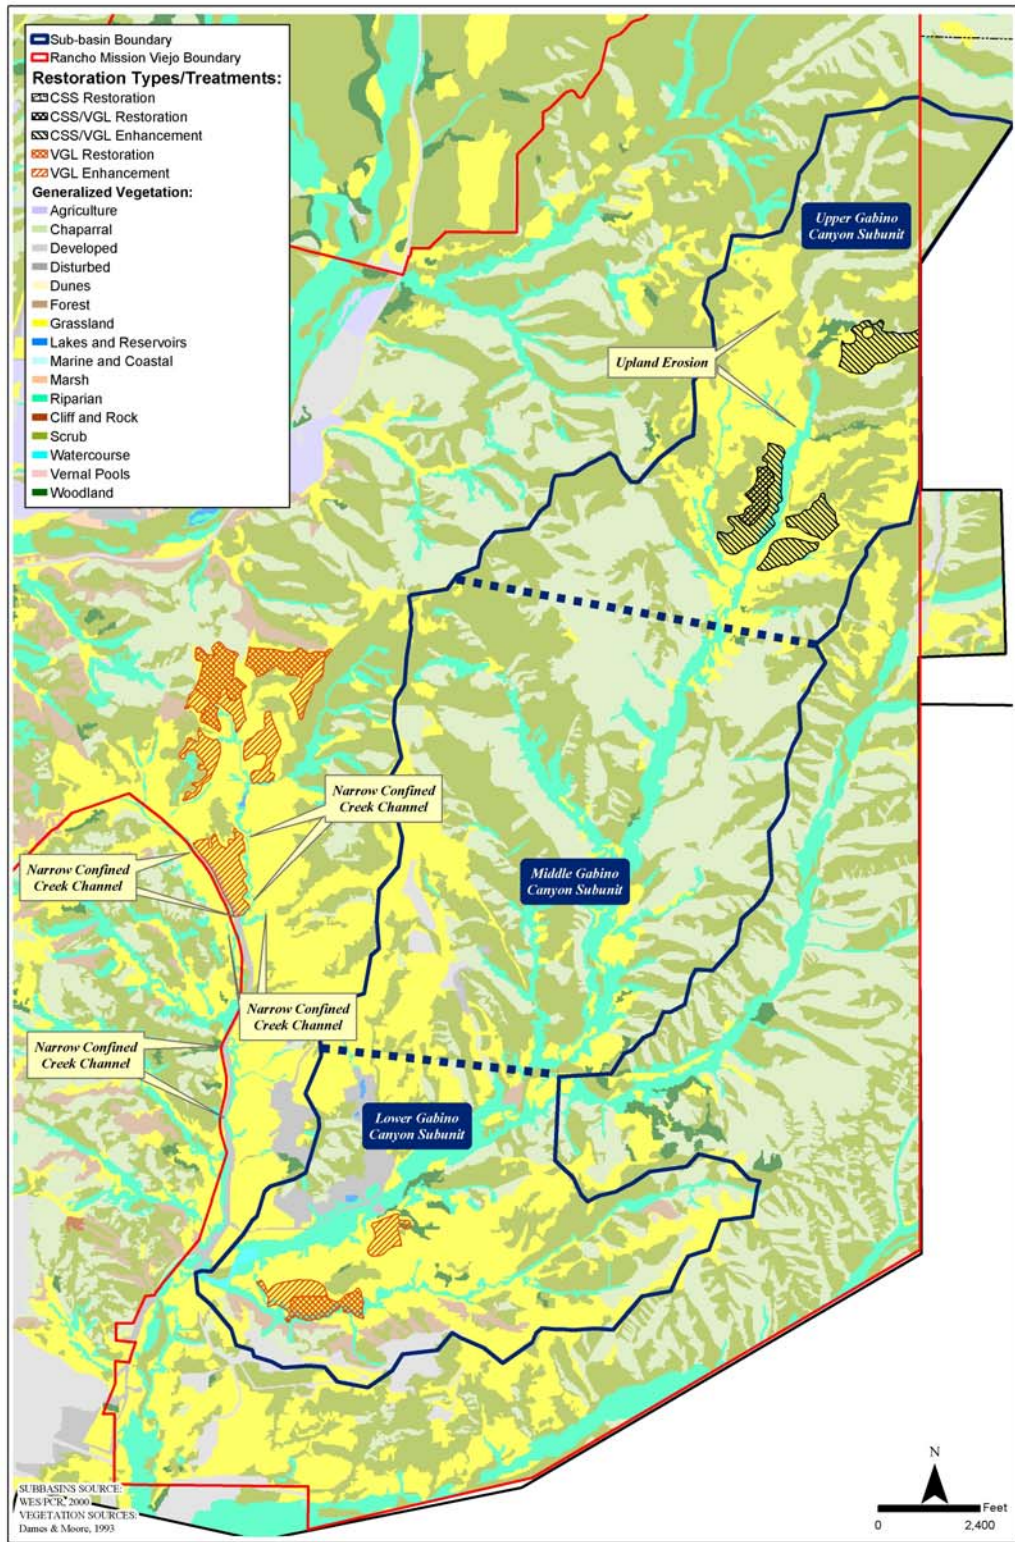 Sub-basin Boundary
Rancho Mission Viejo Boundary
Restoration Types/Treatments:
CSS Restoration
CSS/VGL Restoration
CSS/VGL Enhancement
VGL Restoration
VGL Enhancement
Generalized Vegetation:
Agriculture
Chaparral
Developed
Disturbed
Dunes
Forest
Grassland
Lakes and Reservoirs
Marine and Coastal
Marsh
Riparian
Cliff and Rock
Scrub
Watercourse
Vernal Pools
Woodland
Upper Gabino
Canyon Subunit
Upland Erosion
Narrow Confined
Creek Channel
Narrow Confined
Creek Channel
Middle Gabino
Canyon Subunit
Narrow Confined
Creek Channel
Narrow Confined
Creek Channel
Lower Gabino
Canyon Subunit
SUBBASINS SOURCE:
WES/PCR, 2000
VEGETATION SOURCES:
Dames & Moore, 1993
N
Feet
0 2,400